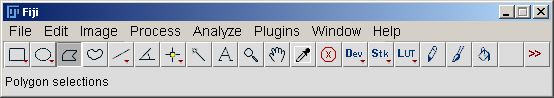 Fiji
File Edit Image Process Analyze Plugins Window Help
A Dev Stk LUT >>
Polygon selections